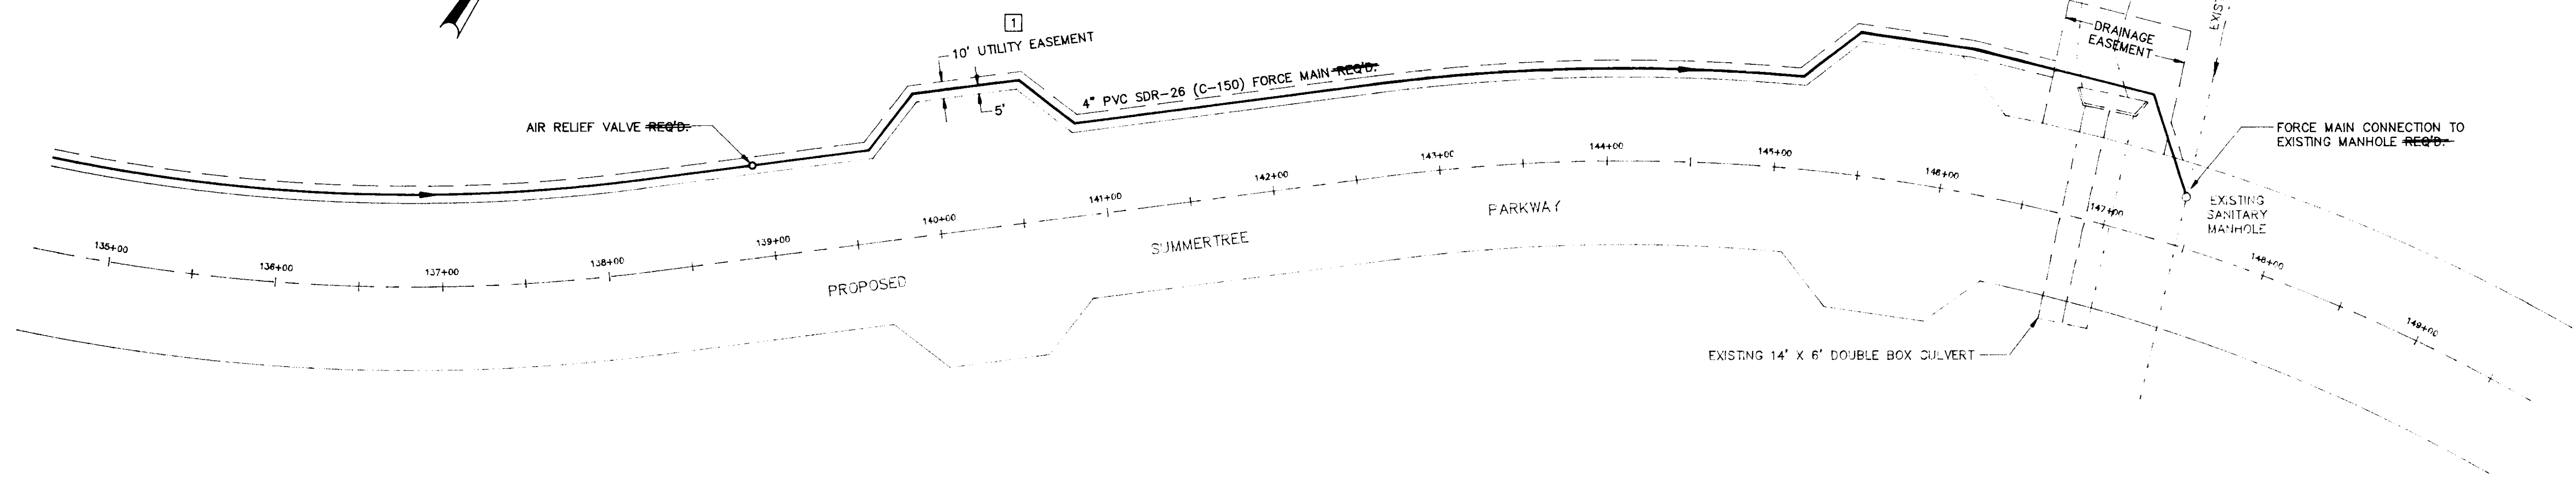 1
10' UTILITY EASEMENT
5'
4" PVC SDR-26 (C-150) FORCE MAIN REQ'D.
AIR RELIEF VALVE REQ'D.
DRAINAGE
EASEMENT
FORCE MAIN CONNECTION TO
EXISTING MANHOLE REQ'D.
EXISTING
SANITARY
MANHOLE
135+00
136+00
137+00
138+00
139+00
140+00
141+00
142+00
143+00
144+00
145+00
146+00
147+00
148+00
149+00
PROPOSED
SUMMERTREE
PARKWAY
EXISTING 14' X 6' DOUBLE BOX CULVERT